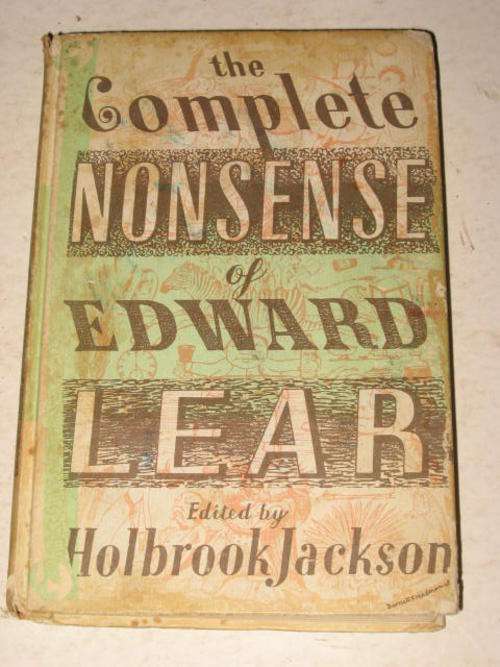 the
Complete
NONSENSE
of
EDWARD
LEAR
Edited by
Holbrook Jackson